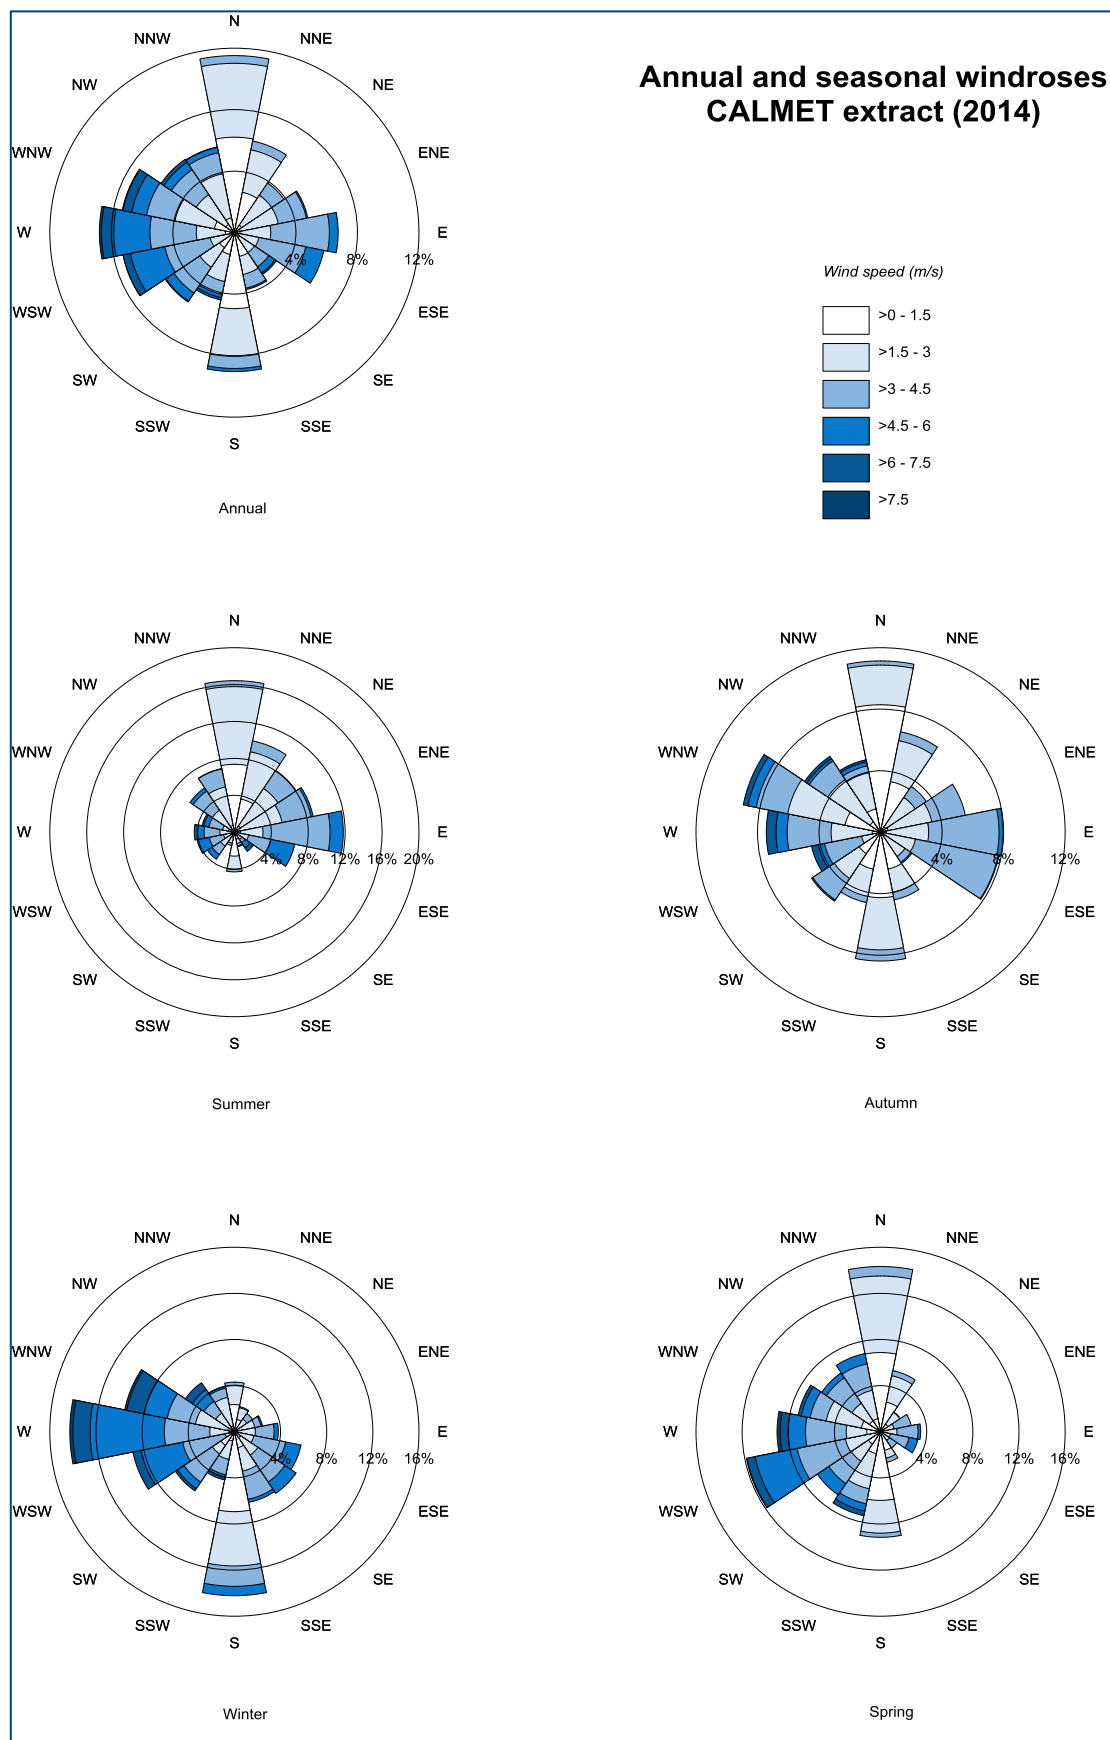 Annual and seasonal windroses
CALMET extract (2014)
N
NNW
NNE
NW
NE
WNW
ENE
W
E
4%
8%
12%
WSW
ESE
SW
SE
SSW
SSE
S
Annual
Wind speed (m/s)
>0 - 1.5
>1.5 - 3
>3 - 4.5
>4.5 - 6
>6 - 7.5
>7.5
N
NNW
NNE
NW
NE
WNW
ENE
W
E
4%
8%
12%
16%
20%
WSW
ESE
SW
SE
SSW
SSE
S
Summer
N
NNW
NNE
NW
NE
WNW
ENE
W
E
4%
8%
12%
WSW
ESE
SW
SE
SSW
SSE
S
Autumn
N
NNW
NNE
NW
NE
WNW
ENE
W
E
4%
8%
12%
16%
WSW
ESE
SW
SE
SSW
SSE
S
Winter
N
NNW
NNE
NW
NE
WNW
ENE
W
E
4%
8%
12%
16%
WSW
ESE
SW
SE
SSW
SSE
S
Spring